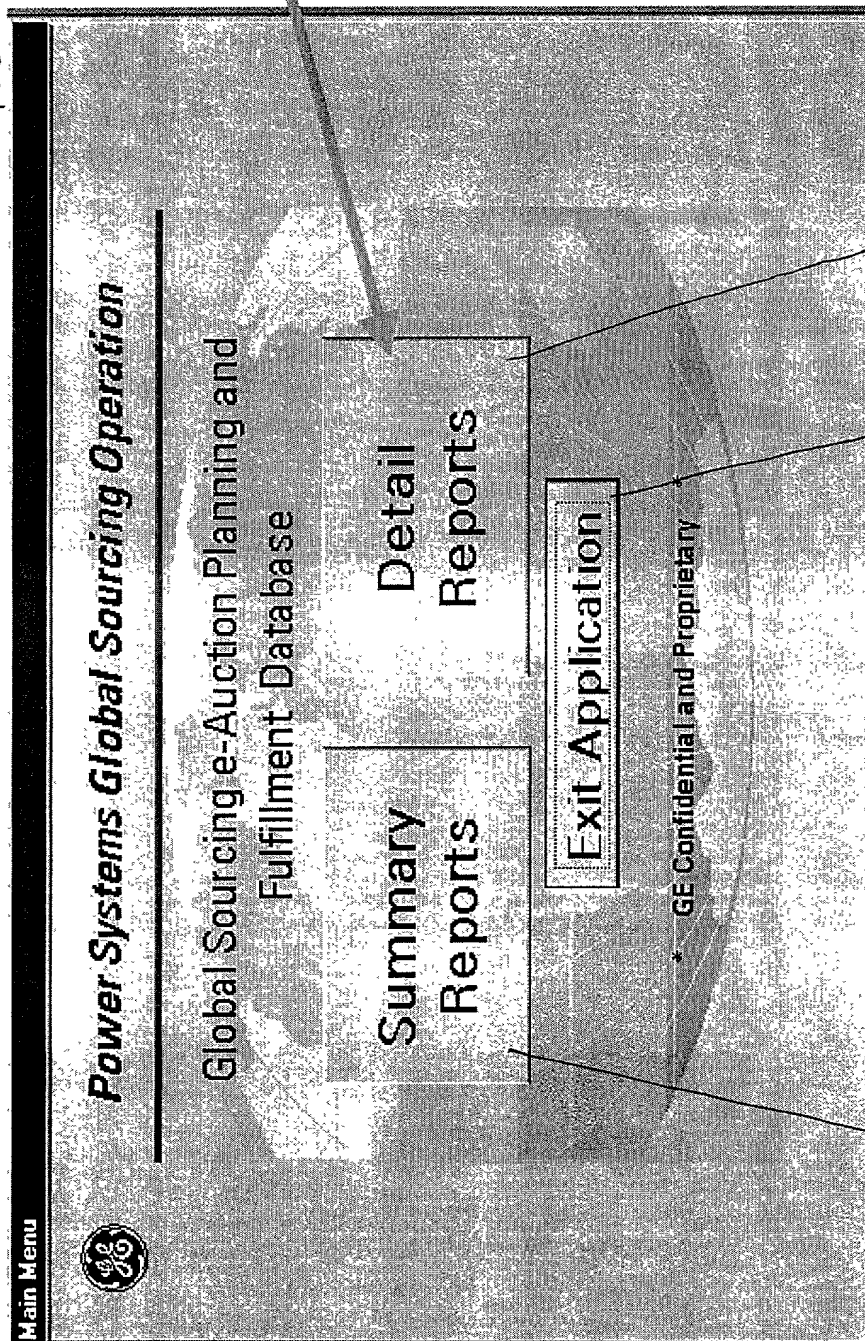 Main Menu
Power Systems Global Sourcing Operation
Global Sourcing e-Auction Planning and
Fulfillment Database
Summary
Reports
Detail
Reports
Exit Application
* GE Confidential and Proprietary *